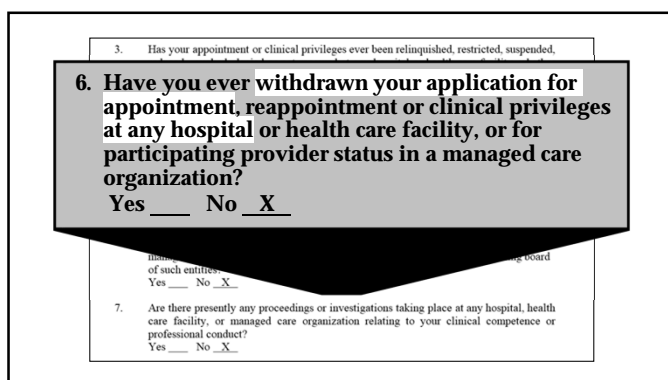 3. Has your appointment or clinical privileges ever been relinquished, restricted, suspended,
6. Have you ever withdrawn your application for
appointment, reappointment or clinical privileges
at any hospital or health care facility, or for
participating provider status in a managed care
organization?
Yes ___ No _X_
board
of such entities?
Yes ___ No _X_
7. Are there presently any proceedings or investigations taking place at any hospital, health
care facility, or managed care organization relating to your clinical competence or
professional conduct?
Yes ___ No _X_